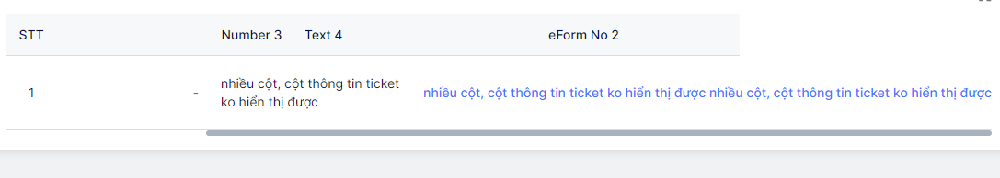 STT Number 3 Text 4 eForm No 2
1 - nhiều cột, cột thông tin ticket
ko hiển thị được
nhiều cột, cột thông tin ticket ko hiển thị được nhiều cột, cột thông tin ticket ko hiển thị được